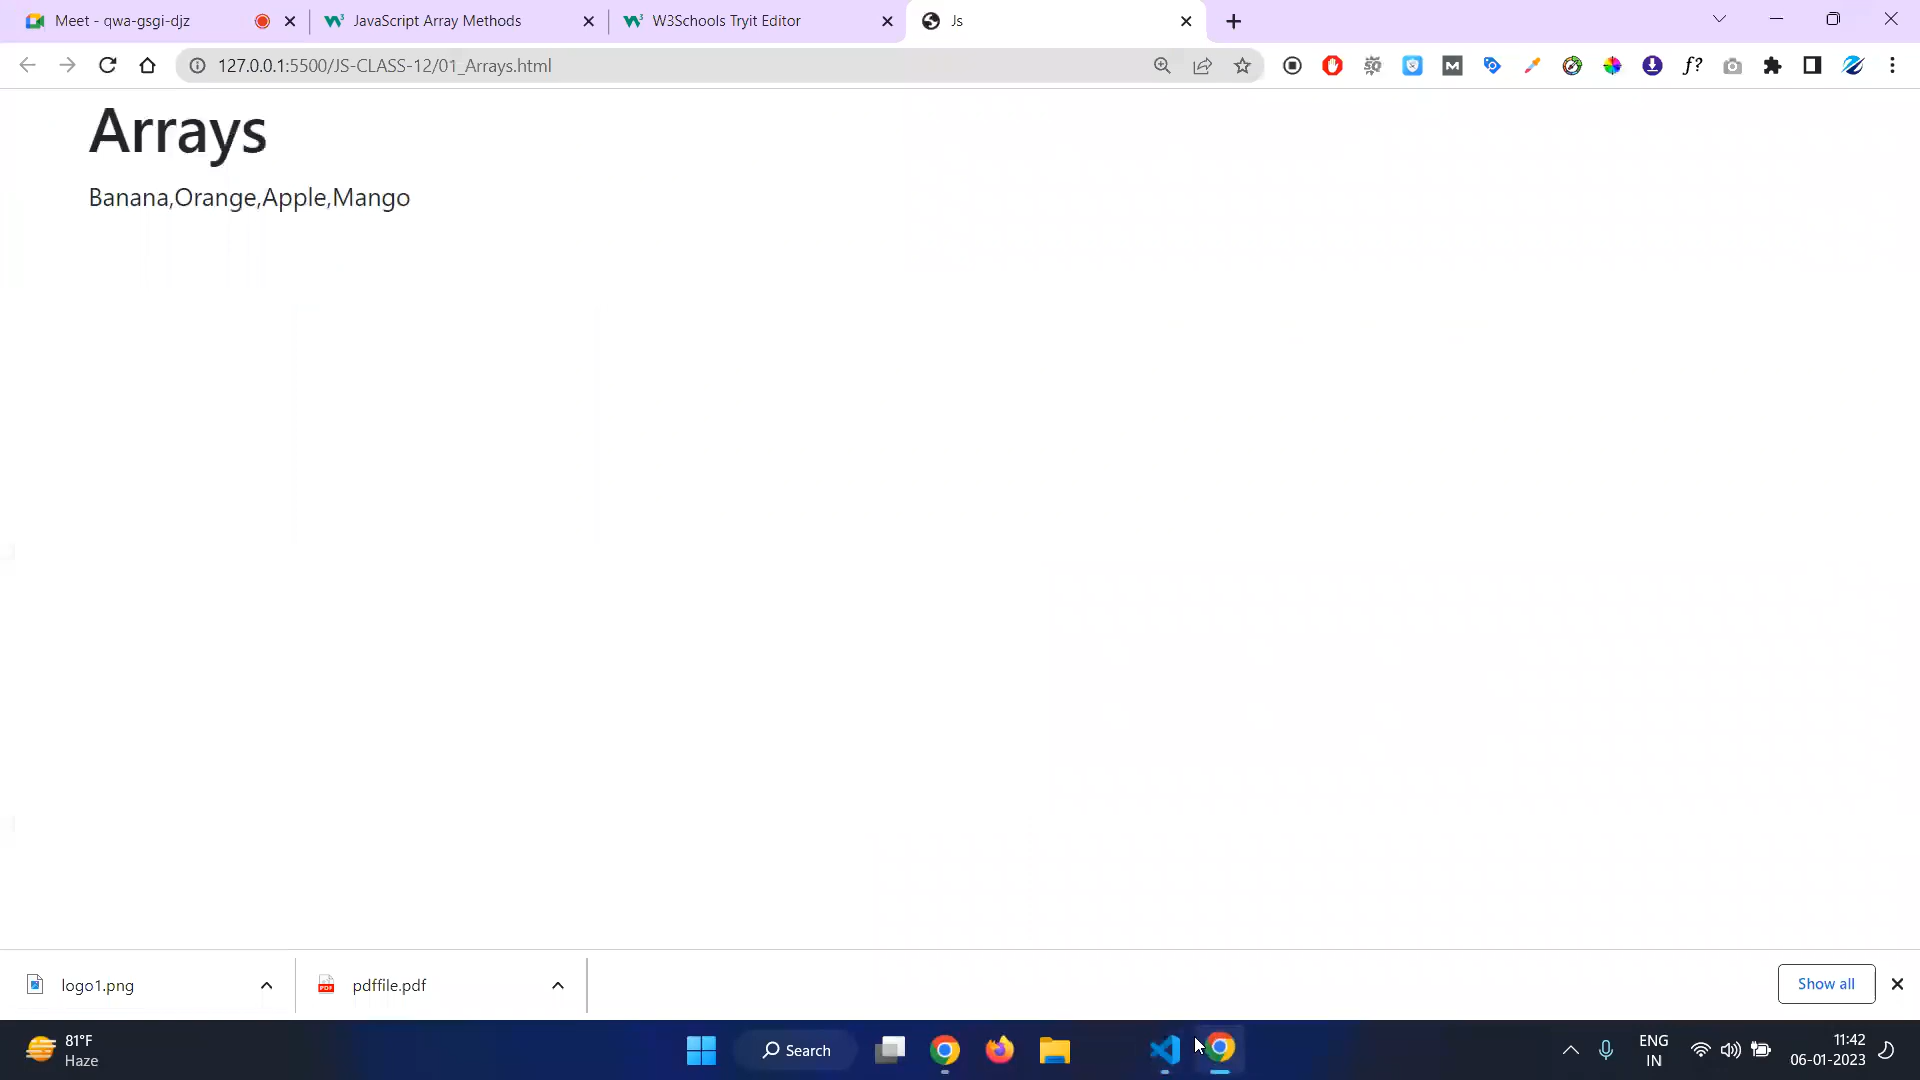 Meet - qwa-gsgi-djz
JavaScript Array Methods
W3Schools Tryit Editor
Js
127.0.0.1:5500/JS-CLASS-12/01_Arrays.html
Arrays
Banana,Orange,Apple,Mango
logo1.png
pdffile.pdf
Show all
81°F
Haze
Search
ENG
IN
11:42
06-01-2023